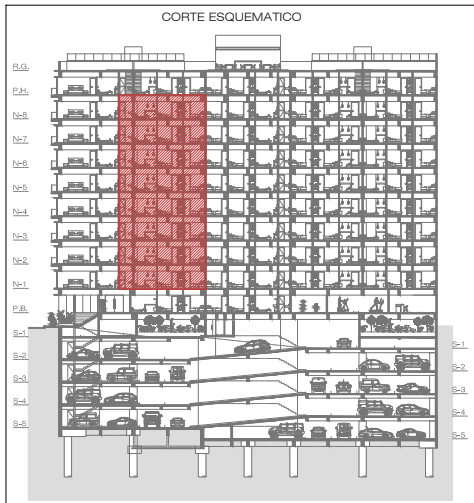 CORTE ESQUEMATICO
R.G.
P.H.
N-8
N-7
N-6
N-5
N-4
N-3
N-2
N-1
P.B.
S-1
S-2
S-3
S-4
S-5
S-1
S-2
S-3
S-4
S-5